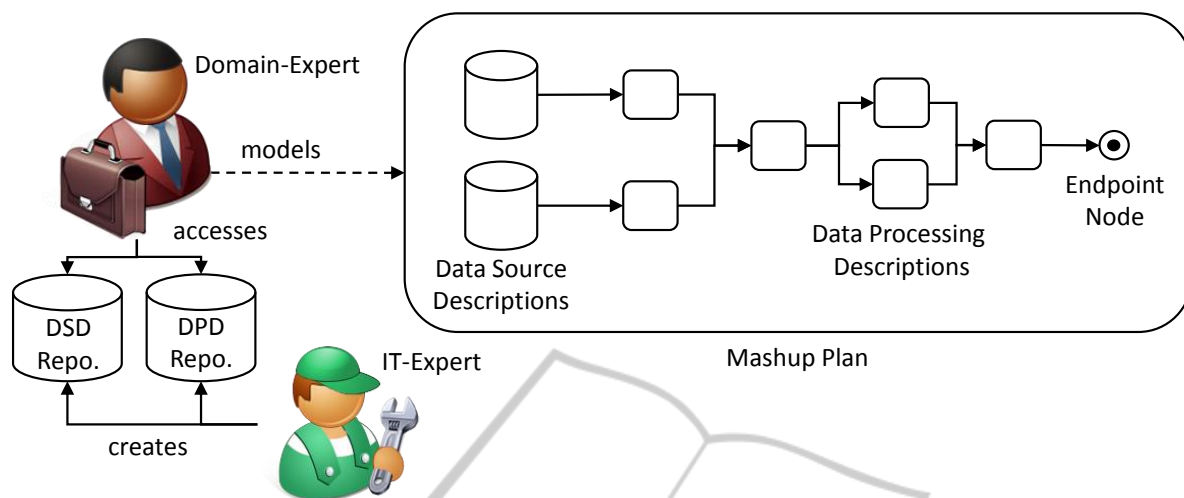 Domain-Expert
models
accesses
DSD
Repo.
DPD
Repo.
IT-Expert
creates
Data Source
Descriptions
Data Processing
Descriptions
Endpoint
Node
Mashup Plan